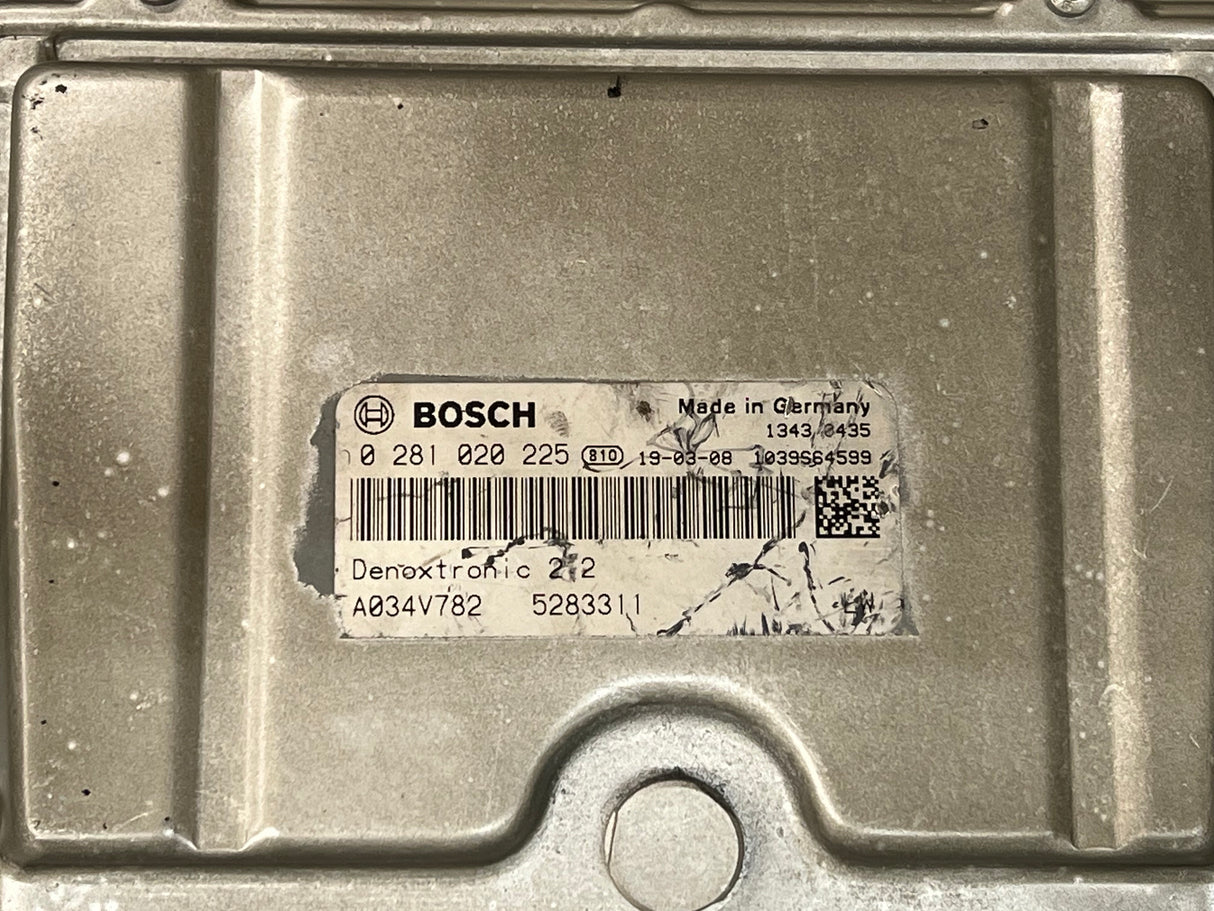 BOSCH
Made in Germany
1343 0435
0 281 020 225 810 19-03-08 1039S64599
Denoxtronic 2.2
A034V782 5283311